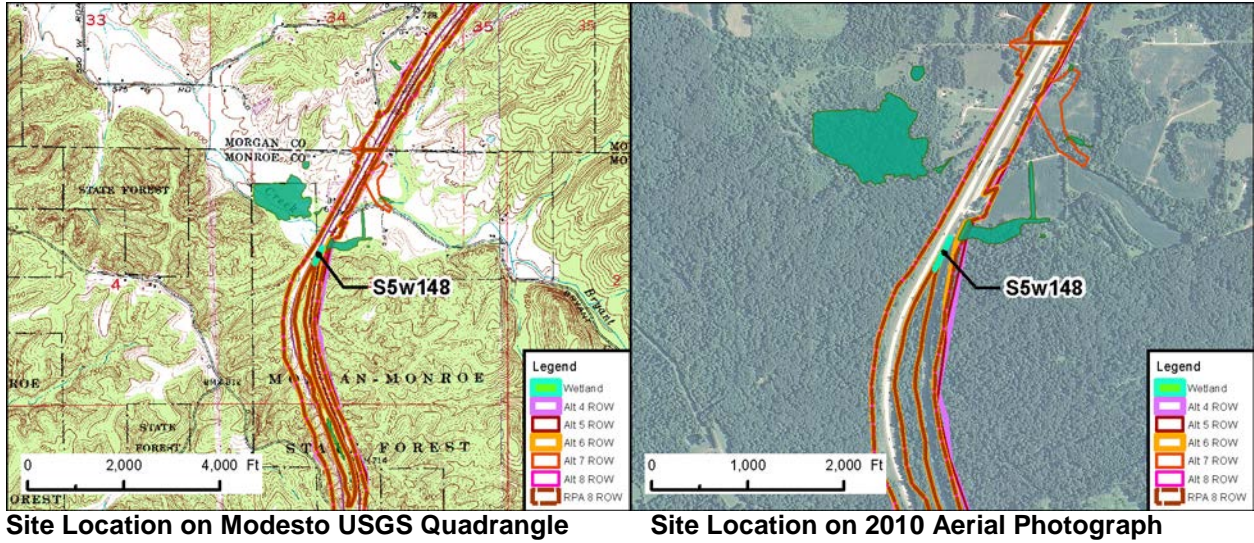 33
34
35
MORGAN CO
MONROE CO
MO
STATE FOREST
Creek
S5w148
4
Bryant
ROE
MORGAN-MONROE
STATE
FOREST
STATE FOREST
714
OREST
0 2,000 4,000 Ft
Legend
Wetland
Alt 4 ROW
Alt 5 ROW
Alt 6 ROW
Alt 7 ROW
Alt 8 ROW
RPA 8 ROW
Site Location on Modesto USGS Quadrangle
S5w148
0 1,000 2,000 Ft
Legend
Wetland
Alt 4 ROW
Alt 5 ROW
Alt 6 ROW
Alt 7 ROW
Alt 8 ROW
RPA 8 ROW
Site Location on 2010 Aerial Photograph